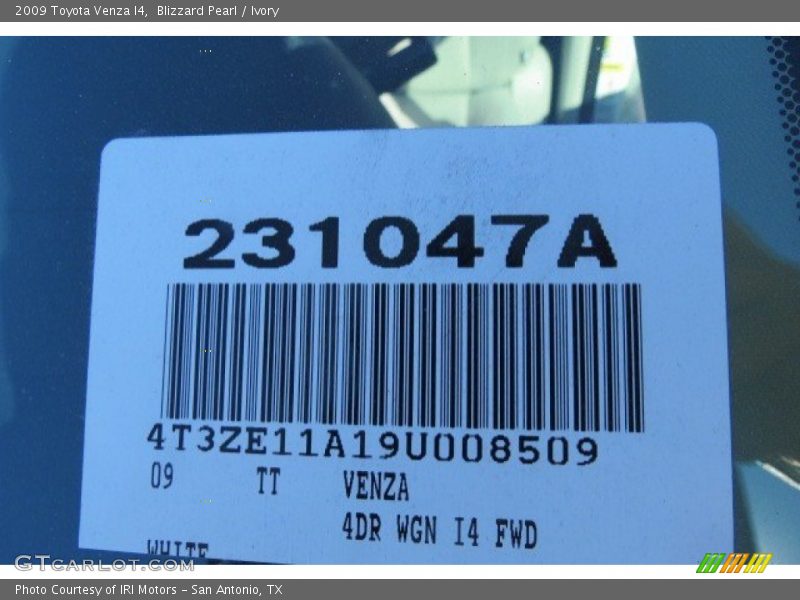 2009 Toyota Venza I4,  Blizzard Pearl / Ivory
231047A
4T3ZE11A19U008509
09 TT VENZA
4DR WGN I4 FWD
WHITE
GTCARLOT.COM
Photo Courtesy of IRI Motors - San Antonio, TX